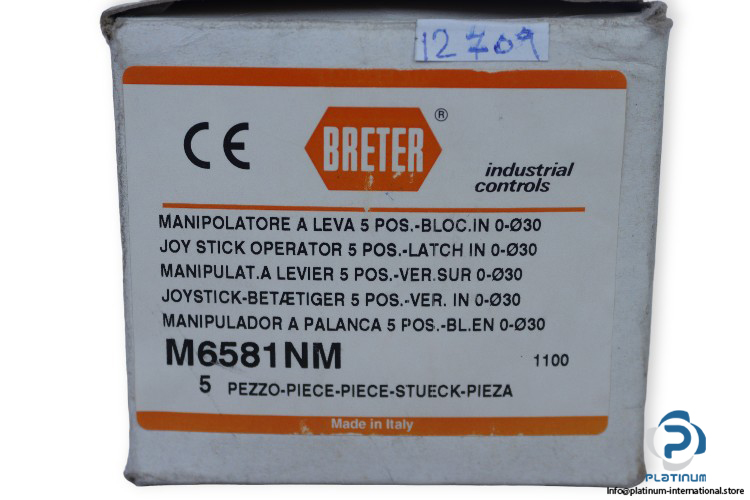 12709
CE
BRETER ®
industrial
controls
MANIPOLATORE A LEVA 5 POS.-BLOC.IN 0-Ø30
JOY STICK OPERATOR 5 POS.-LATCH IN 0-Ø30
MANIPULAT.A LEVIER 5 POS.-VER.SUR 0-Ø30
JOYSTICK-BETÆTIGER 5 POS.-VER. IN 0-Ø30
MANIPULADOR A PALANCA 5 POS.-BL.EN 0-Ø30
M6581NM 1100
5 PEZZO-PIECE-PIECE-STUECK-PIEZA
Made in Italy
PLATINUM
Info@platinum-international.store